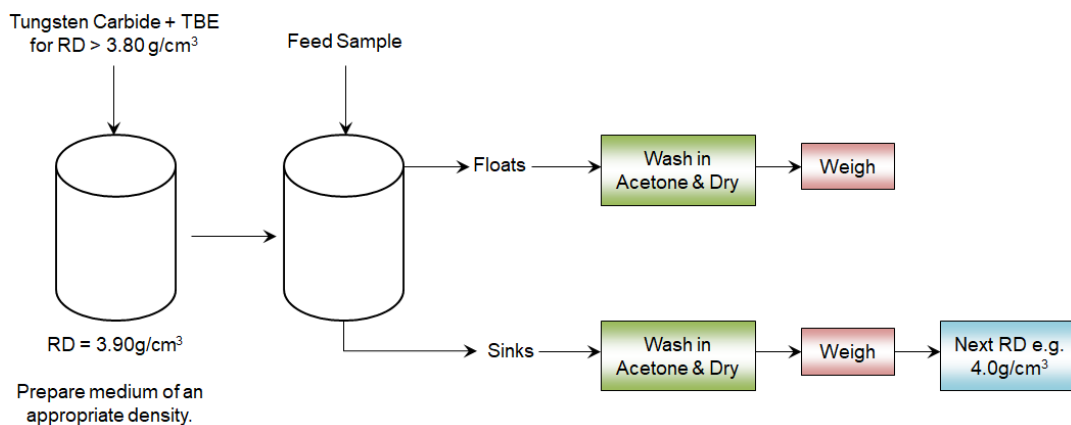 Tungsten Carbide + TBE
for RD > 3.80 g/cm³
Feed Sample
Floats
Wash in
Acetone & Dry
Weigh
RD = 3.90g/cm³
Sinks
Wash in
Acetone & Dry
Weigh
Next RD e.g.
4.0g/cm³
Prepare medium of an
appropriate density.